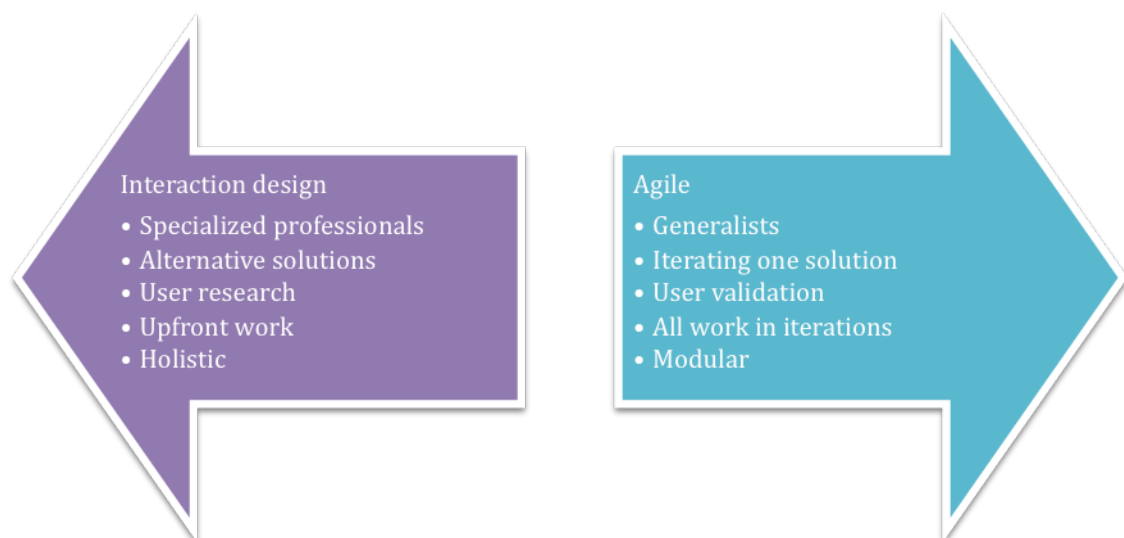 Interaction design
• Specialized professionals
• Alternative solutions
• User research
• Upfront work
• Holistic
Agile
• Generalists
• Iterating one solution
• User validation
• All work in iterations
• Modular